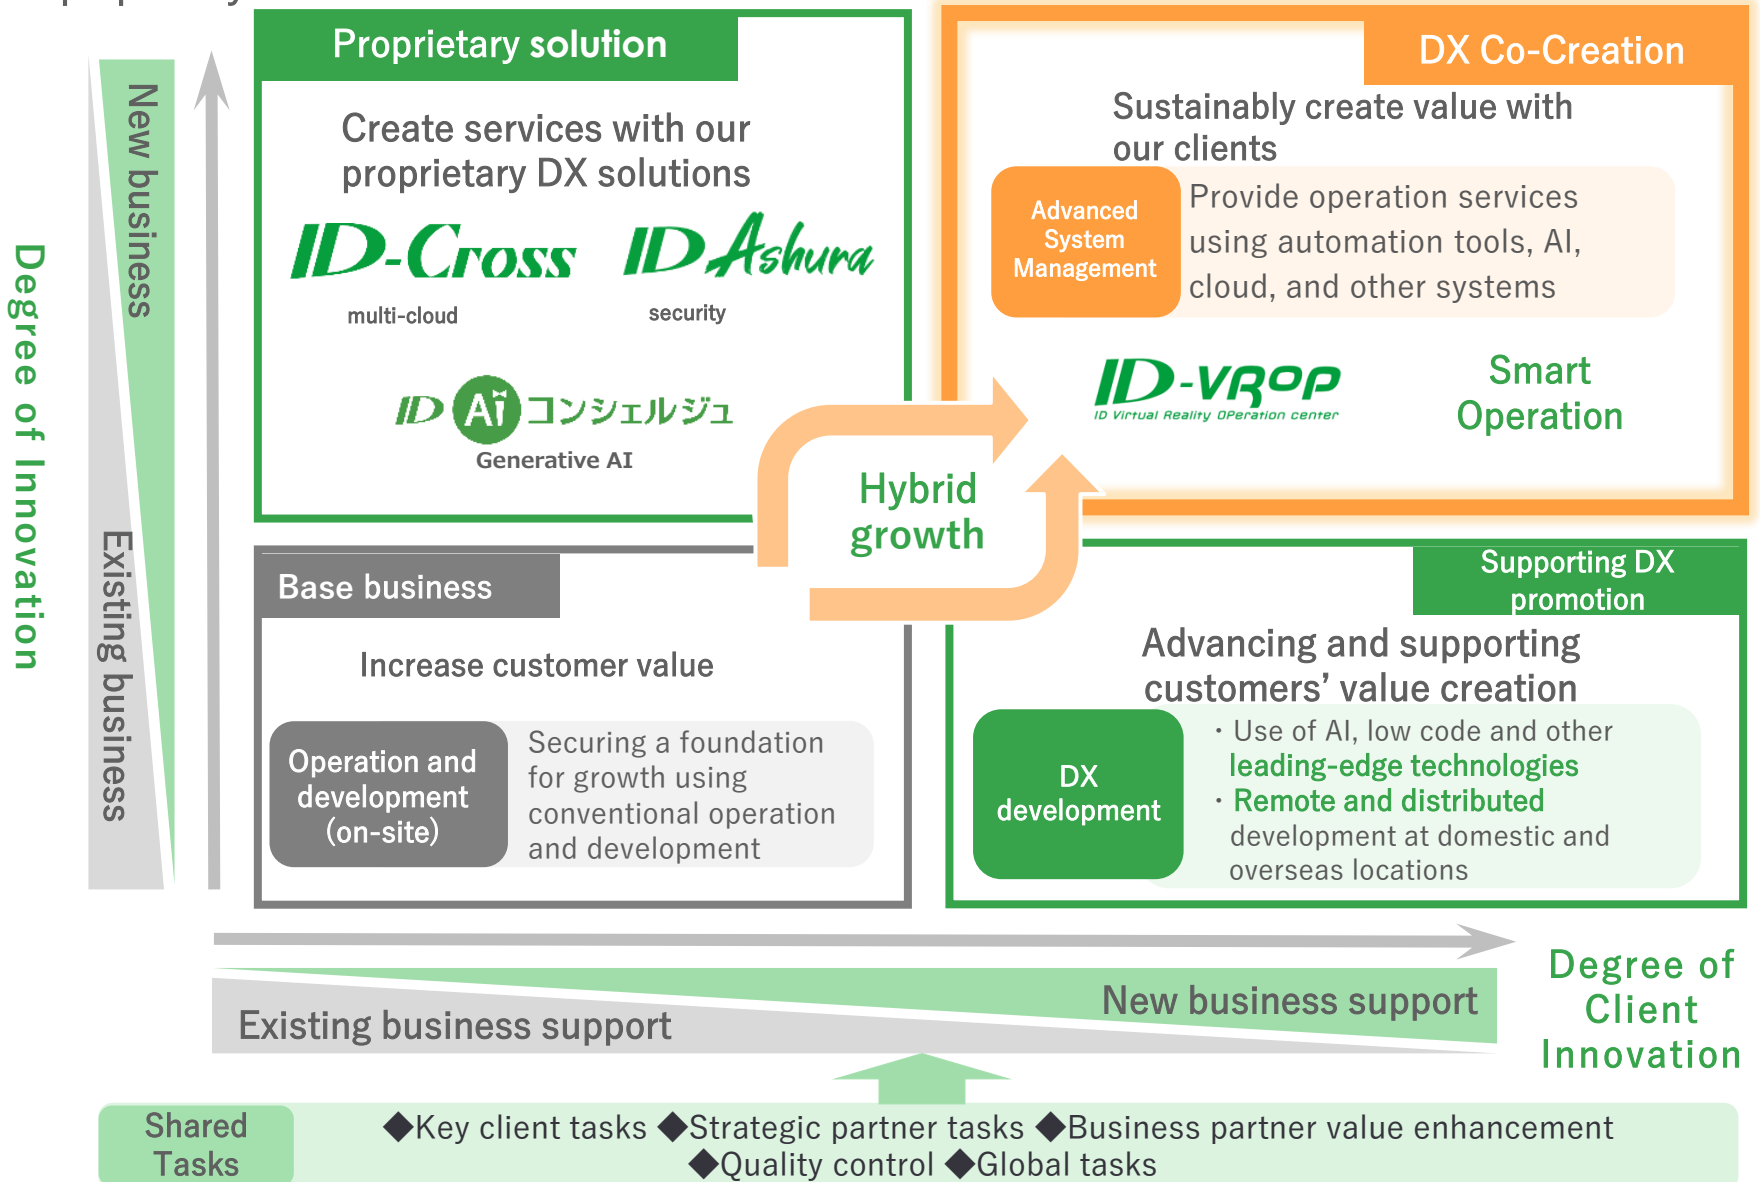 Proprietary solution
Create services with our
proprietary DX solutions
ID-Cross
multi-cloud
ID Ashura
security
ID Ai コンシェルジュ
Generative AI
DX Co-Creation
Sustainably create value with
our clients
Advanced
System
Management
Provide operation services
using automation tools, AI,
cloud, and other systems
ID-VROP
ID Virtual Reality OPeration center
Smart
Operation
Hybrid
growth
Base business
Increase customer value
Operation and
development
(on-site)
Securing a foundation
for growth using
conventional operation
and development
Supporting DX
promotion
Advancing and supporting
customers’ value creation
DX
development
・Use of AI, low code and other
leading-edge technologies
・Remote and distributed
development at domestic and
overseas locations
Degree of Innovation
New business
Existing business
Existing business support
New business support
Degree of
Client
Innovation
Shared
Tasks
◆Key client tasks ◆Strategic partner tasks ◆Business partner value enhancement
◆Quality control ◆Global tasks